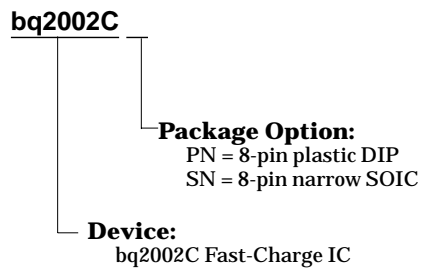 bq2002C
Package Option:
PN = 8-pin plastic DIP
SN = 8-pin narrow SOIC
Device:
bq2002C Fast-Charge IC